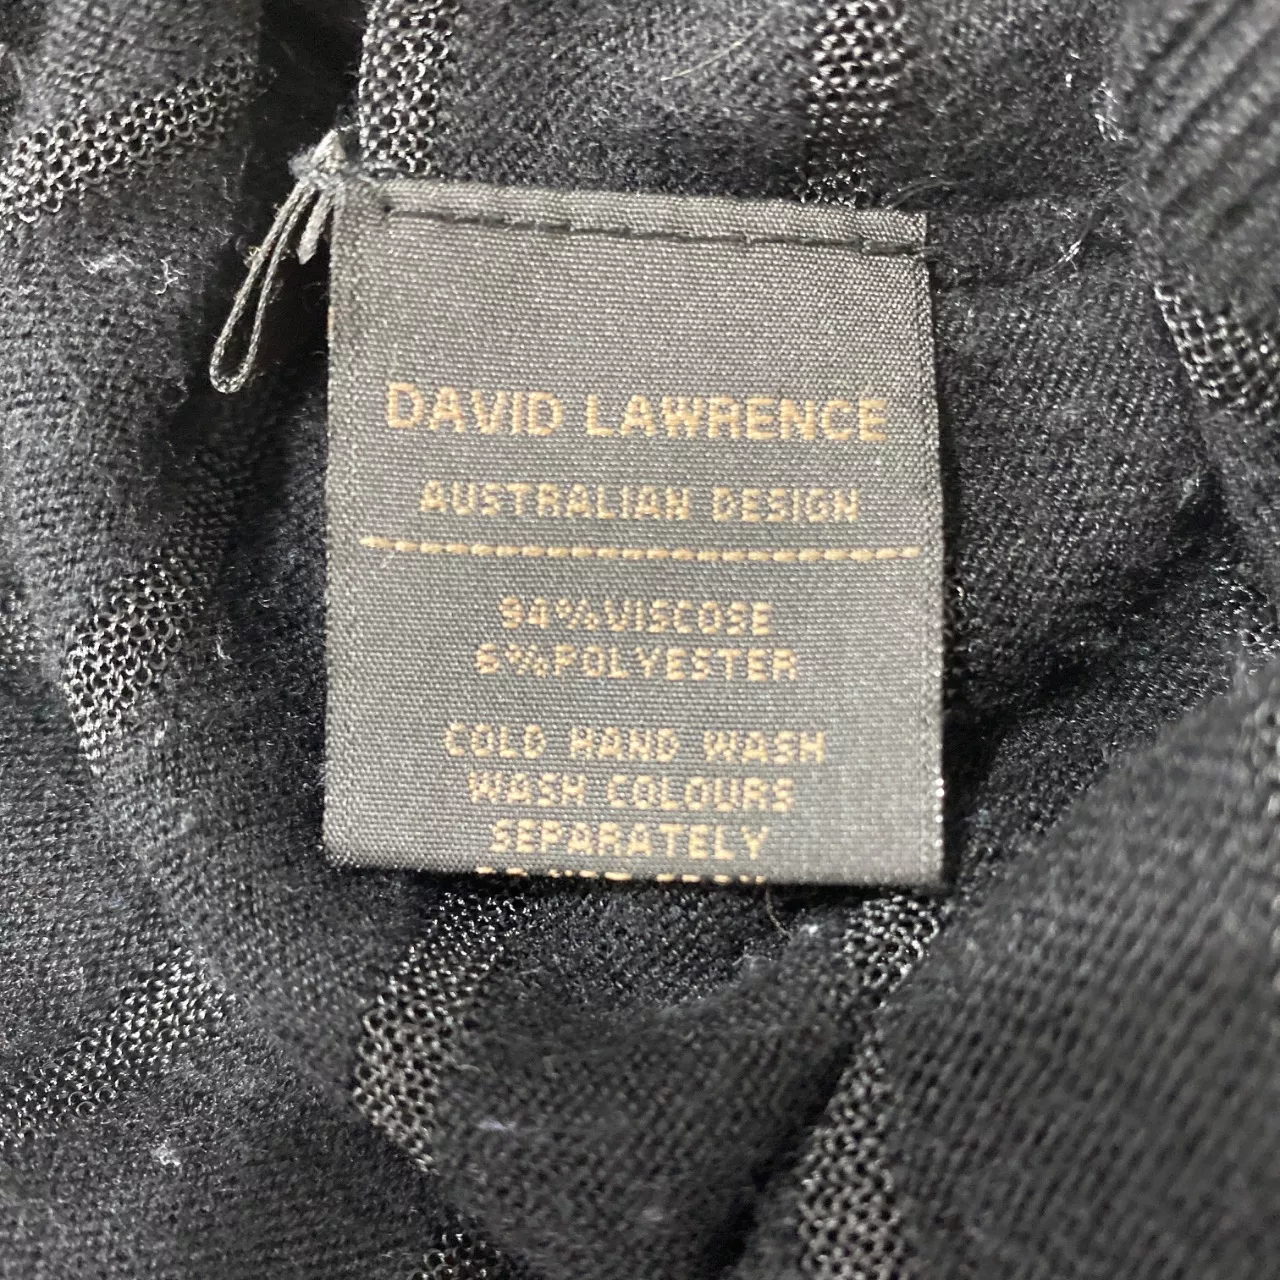 DAVID LAWRENCE
AUSTRALIAN DESIGN
94%VISCOSE
6%POLYESTER
COLD HAND WASH
WASH COLOURS
SEPARATELY